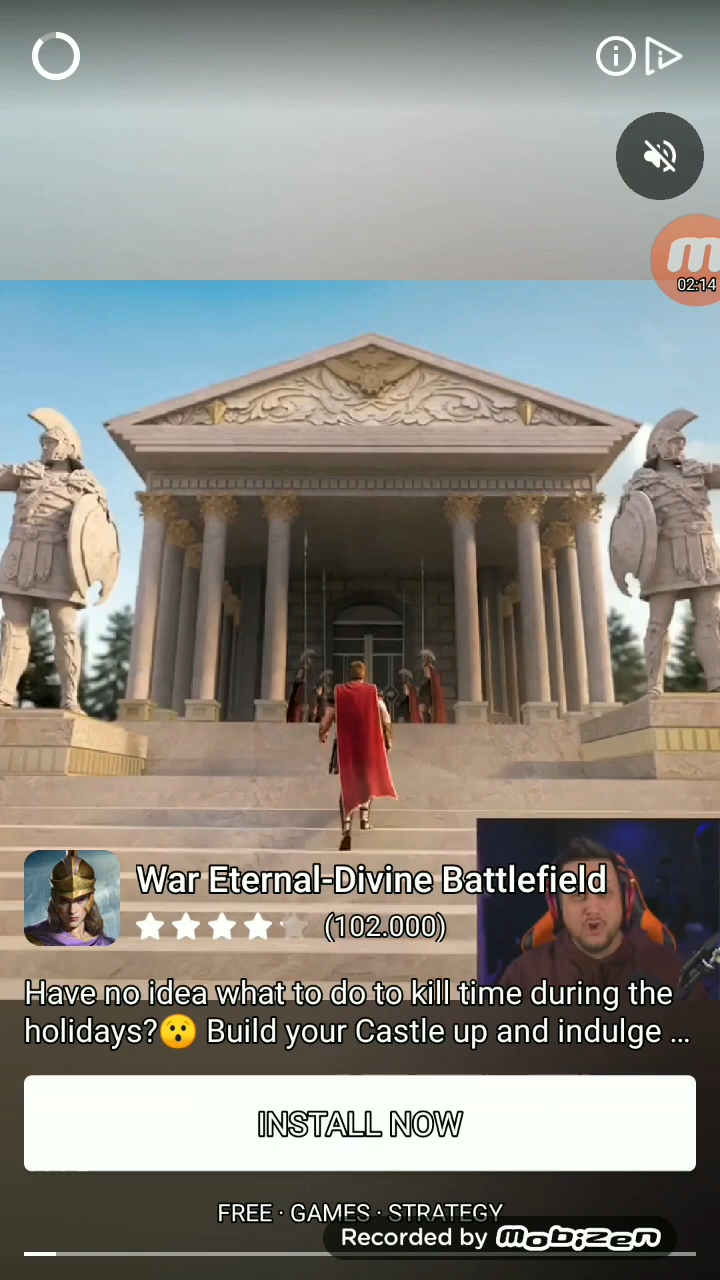 02:14
War Eternal-Divine Battlefield
(102.000)
Have no idea what to do to kill time during the
holidays?😯 Build your Castle up and indulge ...
INSTALL NOW
FREE · GAMES · STRATEGY
Recorded by mobizen